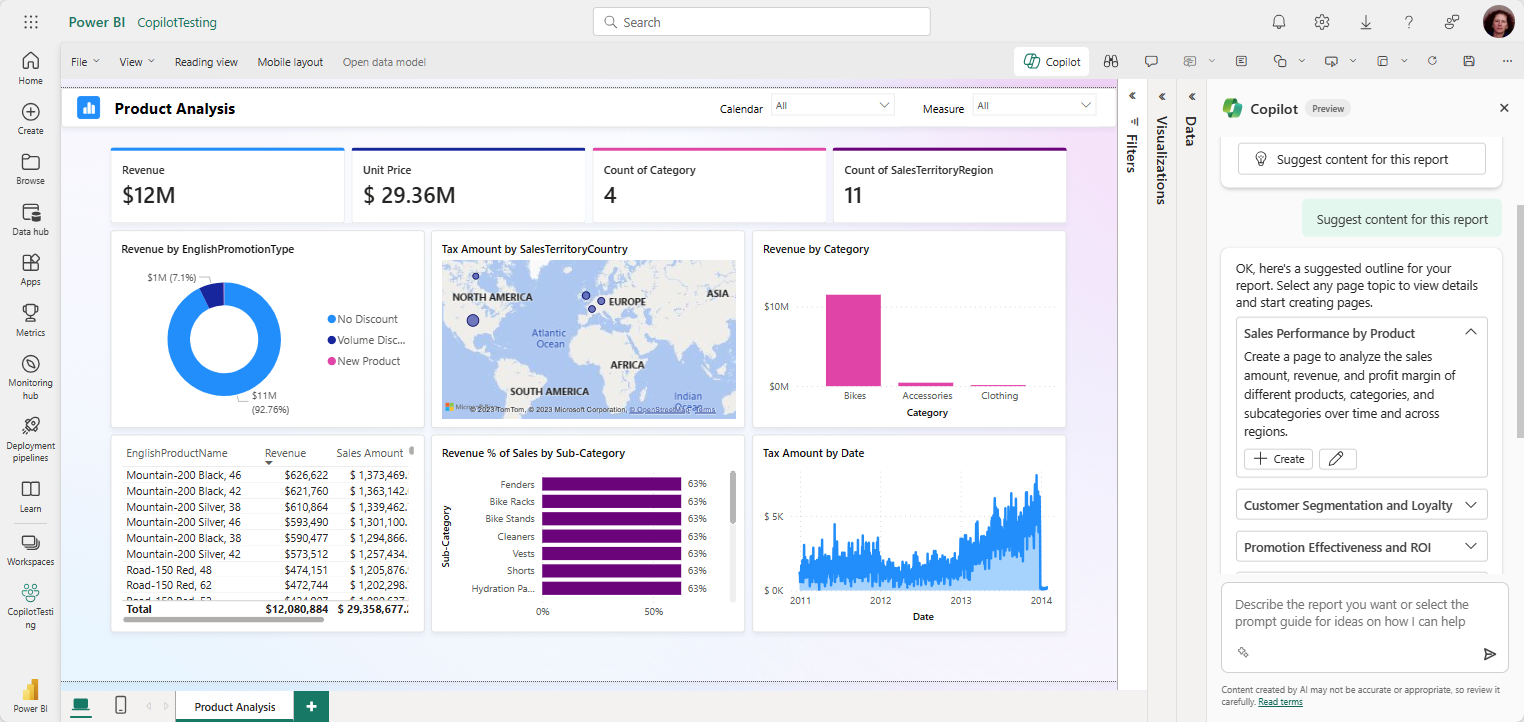 Power BI CopilotTesting
Search
File View Reading view Mobile layout Open data model
Copilot
Home
Create
Browse
Data hub
Apps
Metrics
Monitoring
hub
Deployment
pipelines
Learn
Workspaces
CopilotTesti
ng
Power BI
Product Analysis
Calendar All
Measure All
Revenue
$12M
Unit Price
$ 29.36M
Count of Category
4
Count of SalesTerritoryRegion
11
Revenue by EnglishPromotionType
$1M (7.1%)
$11M
(92.76%)
No Discount
Volume Disc...
New Product
Tax Amount by SalesTerritoryCountry
NORTH AMERICA
EUROPE
ASIA
Atlantic
Ocean
AFRICA
SOUTH AMERICA
Indian
Ocean
© 2023 TomTom, © 2023 Microsoft Corporation, © OpenStreetMap Terms
Revenue by Category
$10M
$0M
Bikes Accessories Clothing
Category
EnglishProductName Revenue Sales Amount
Mountain-200 Black, 46 $626,622 $ 1,373,469.
Mountain-200 Black, 42 $621,760 $ 1,363,142.
Mountain-200 Silver, 38 $610,864 $ 1,339,462.
Mountain-200 Silver, 46 $593,490 $ 1,301,100.
Mountain-200 Black, 38 $590,477 $ 1,294,866.
Mountain-200 Silver, 42 $573,512 $ 1,257,434.
Road-150 Red, 48 $474,151 $ 1,205,876.
Road-150 Red, 62 $472,744 $ 1,202,298.
Total $12,080,884 $ 29,358,677.2
Revenue % of Sales by Sub-Category
Sub-Category
Fenders 63%
Bike Racks 63%
Bike Stands 63%
Cleaners 63%
Vests 63%
Shorts 63%
Hydration Pa... 63%
0% 50%
Tax Amount by Date
$ 5K
$ 0K
2011 2012 2013 2014
Date
Product Analysis
Filters
Visualizations
Data
Copilot Preview
Suggest content for this report
Suggest content for this report
OK, here's a suggested outline for your
report. Select any page topic to view details
and start creating pages.
Sales Performance by Product
Create a page to analyze the sales
amount, revenue, and profit margin of
different products, categories, and
subcategories over time and across
regions.
Create
Customer Segmentation and Loyalty
Promotion Effectiveness and ROI
Describe the report you want or select the
prompt guide for ideas on how I can help
Content created by AI may not be accurate or appropriate, so review it
carefully. Read terms